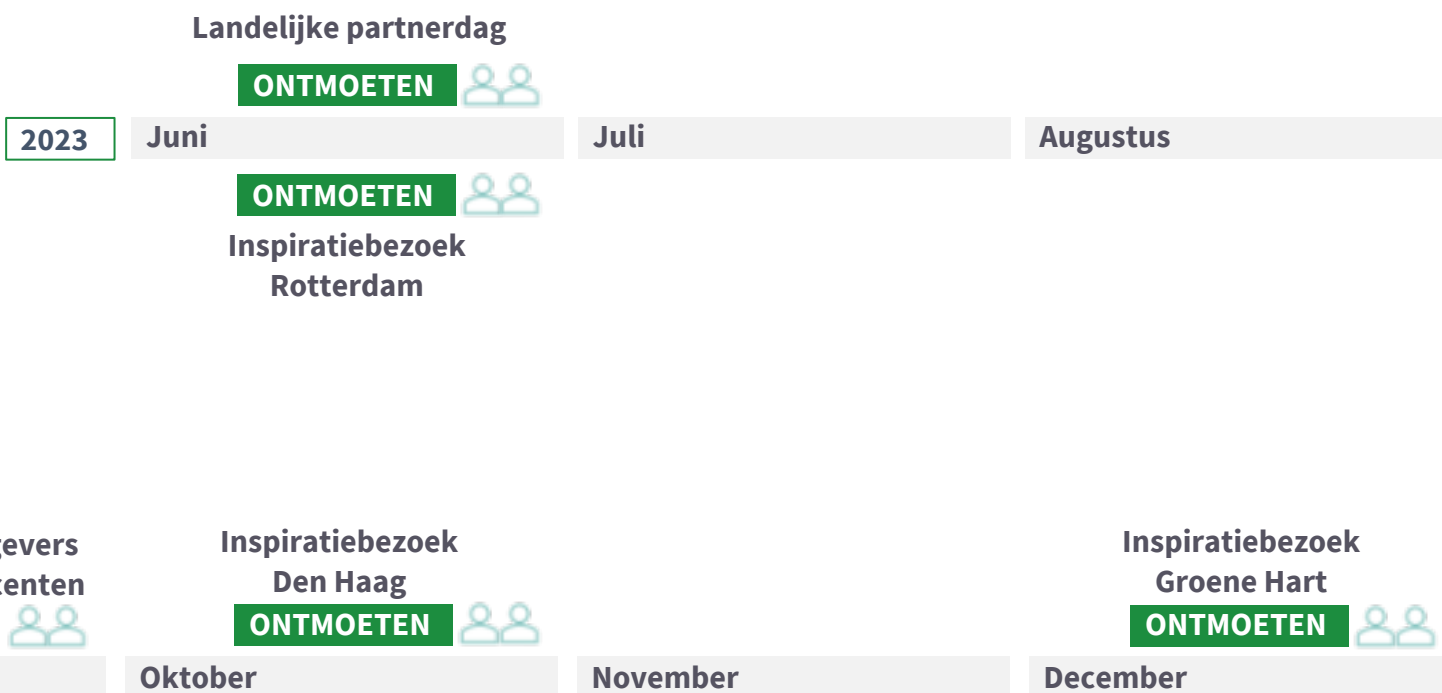 Landelijke partnerdag
ONTMOETEN
2023
Juni
Juli
Augustus
ONTMOETEN
Inspiratiebezoek
Rotterdam
Inspiratiebezoek
Den Haag
ONTMOETEN
Inspiratiebezoek
Groene Hart
ONTMOETEN
Oktober
November
December